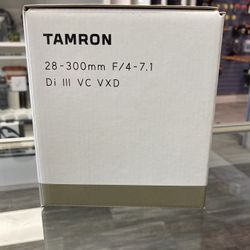 TAMRON
28-300mm F/4-7.1
Di III VC VXD